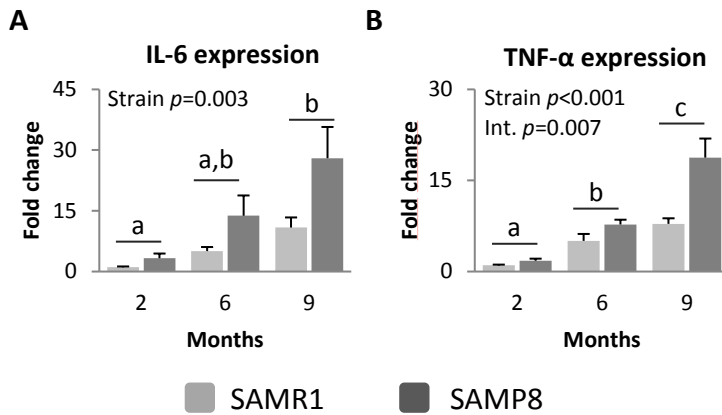 A
IL-6 expression
Strain p=0.003
Fold change
45
30
15
0
a
a,b
b
2 6 9
Months
B
TNF-α expression
Strain p<0.001
Int. p=0.007
Fold change
30
15
0
a
b
c
2 6 9
Months
SAMR1 SAMP8